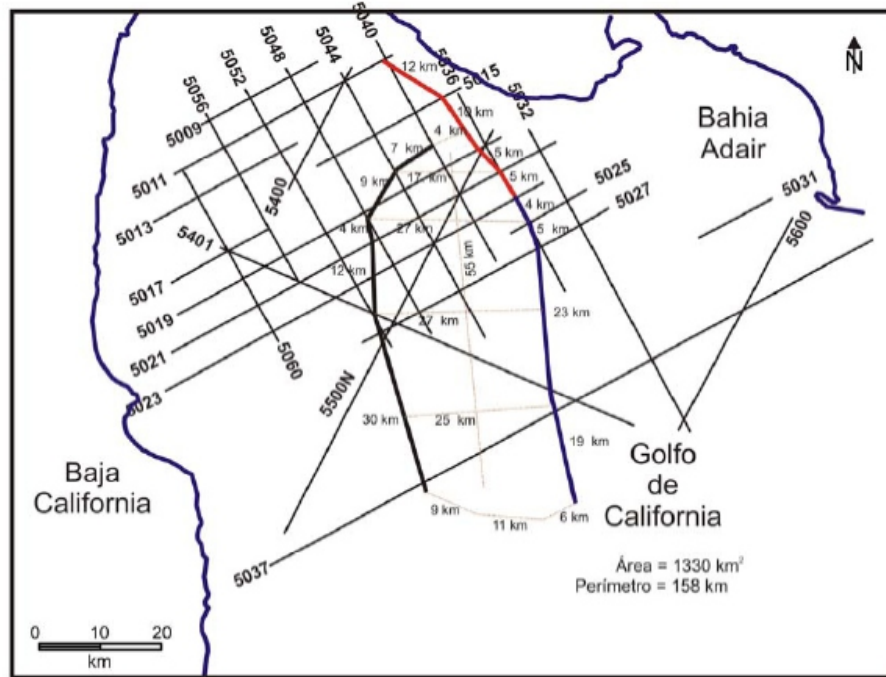 5040
5044
5048
5052
5056
5009
5011
5013
5017
5019
5021
5023
5400
5401
5060
5036
5015
5032
12 km
10 km
4 km
7 km
5 km
17 km
5 km
9 km
4 km
5025
5027
5031
5600
4 km
27 km
5 km
12 km
55 km
27 km
23 km
5500N
30 km
25 km
19 km
9 km
11 km
6 km
5037
N
Bahia
Adair
Baja
California
Golfo
de
California
Área = 1330 km²
Perímetro = 158 km
0 10 20
km